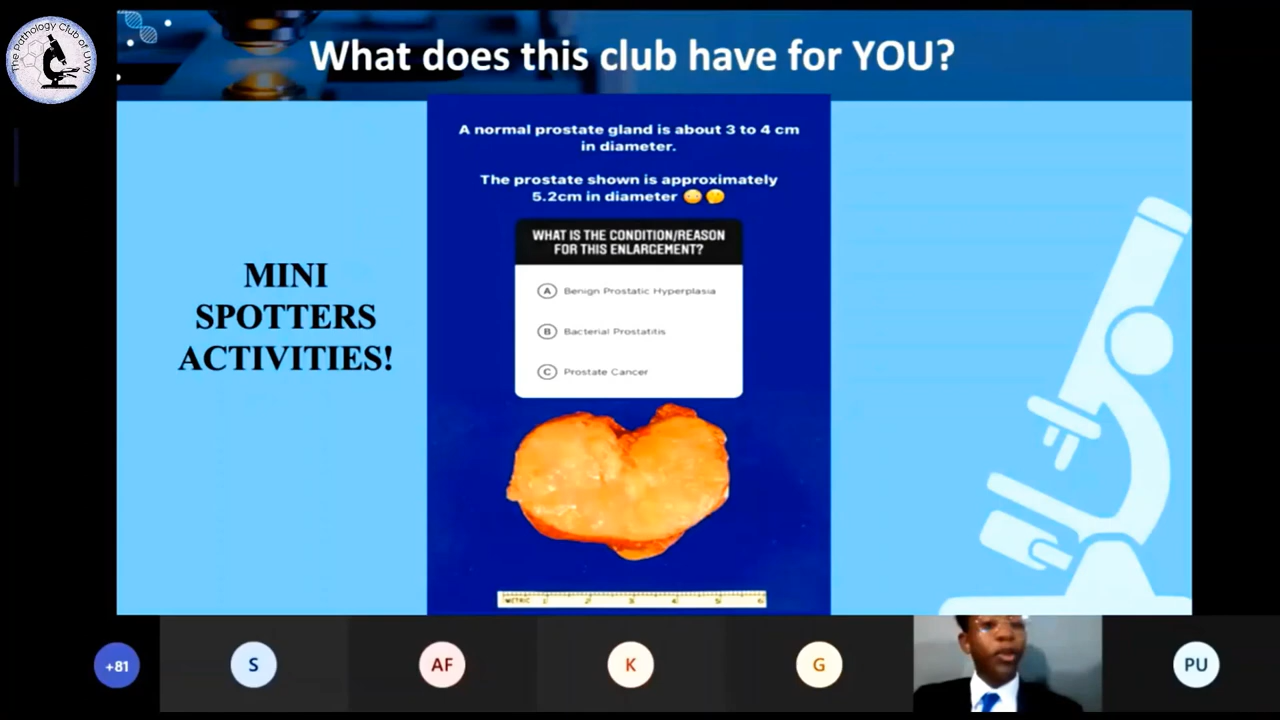 The Pathology Club of UWI
What does this club have for YOU?
MINI
SPOTTERS
ACTIVITIES!
A normal prostate gland is about 3 to 4 cm
in diameter.
The prostate shown is approximately
5.2cm in diameter 😳🤔
WHAT IS THE CONDITION/REASON
FOR THIS ENLARGEMENT?
A Benign Prostatic Hyperplasia
B Bacterial Prostatitis
C Prostate Cancer
METRIC 1 2 3 4 5 6
+81
S
AF
K
G
PU